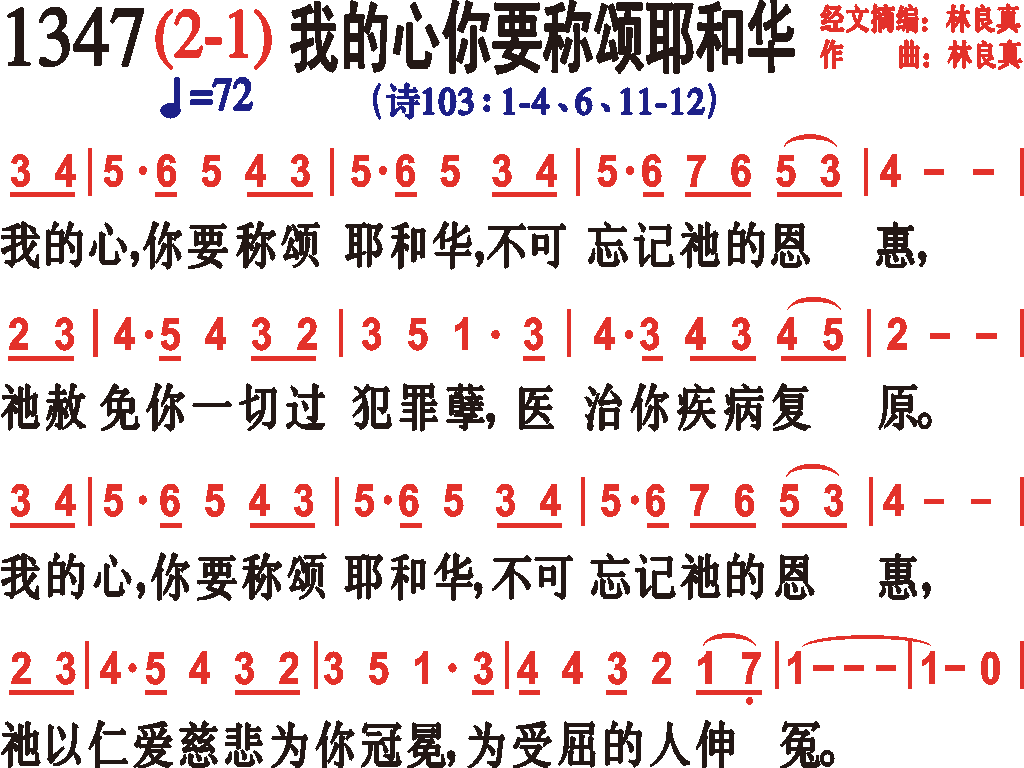 1347(2-1) 我的心你要称颂耶和华 经文摘编：林良真
作 曲：林良真
♩=72 （诗103：1-4、6、11-12）
3 4 | 5·6 5 4 3 | 5·6 5 3 4 | 5·6 7 6 5 3 | 4 - - |
我的心,你要称颂 耶和华,不可 忘记祂的恩 惠,
2 3 | 4·5 4 3 2 | 3 5 1· 3 | 4·3 4 3 4 5 | 2 - - |
祂赦 免你一切过 犯罪孽, 医 治你疾病复 原。
3 4 | 5·6 5 4 3 | 5·6 5 3 4 | 5·6 7 6 5 3 | 4 - - |
我的心,你要称颂 耶和华,不可 忘记祂的恩 惠,
2 3 | 4·5 4 3 2 | 3 5 1·3 | 4 4 3 2 1 7 | 1 - - - | 1 - 0 |
祂以仁爱慈悲为你冠冕,为受屈的人伸 冤。